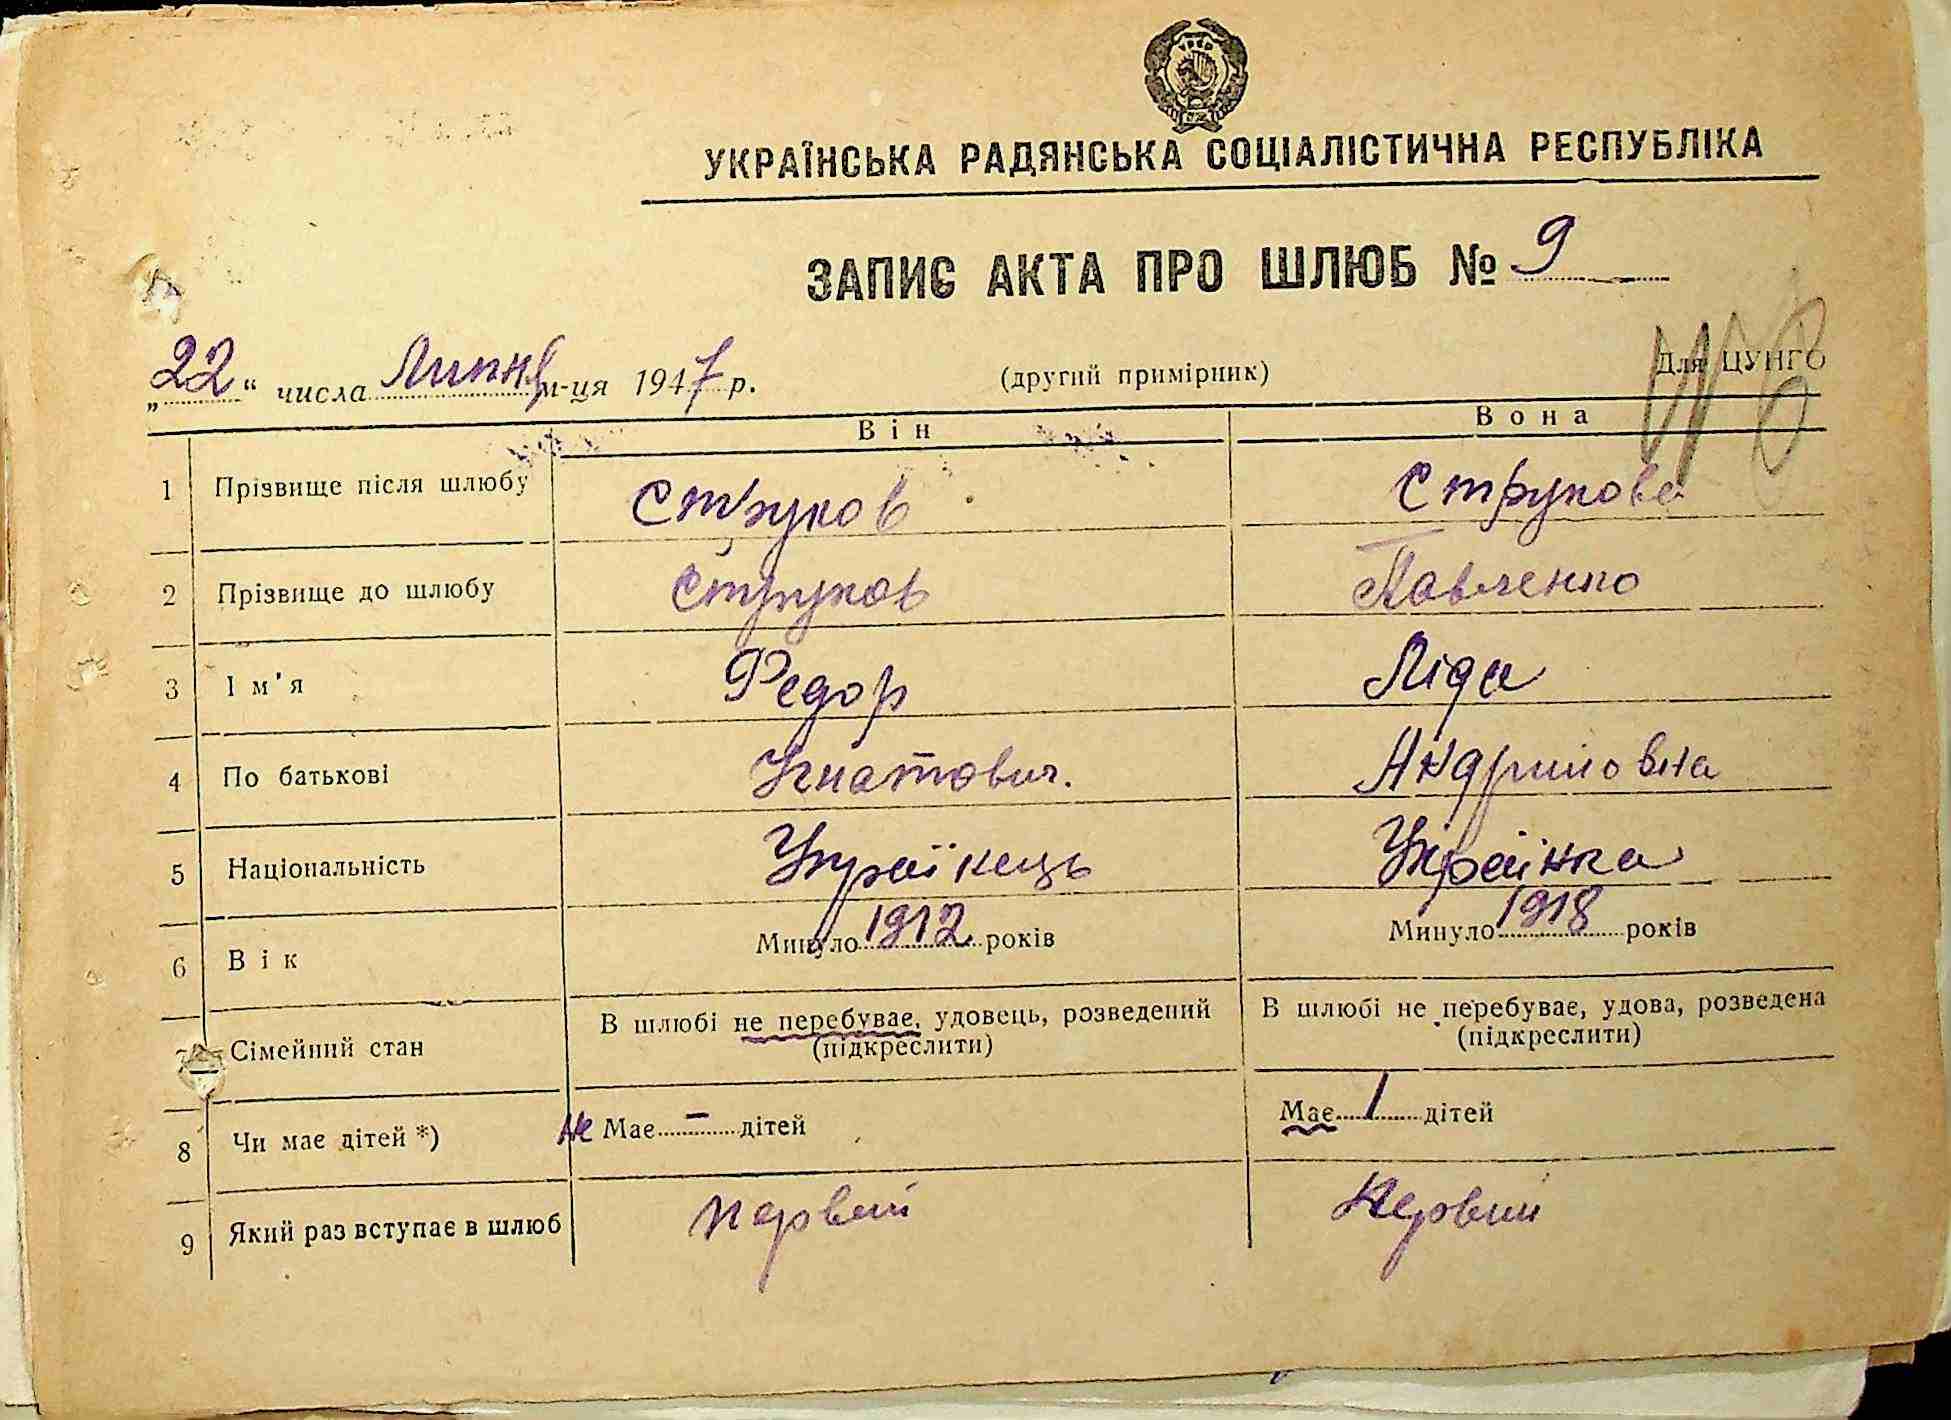 УКРАЇНСЬКА РАДЯНСЬКА СОЦІАЛІСТИЧНА РЕСПУБЛІКА
ЗАПИС АКТА ПРО ШЛЮБ № 9
„22“ числа Липня м-ця 1947 р. (другий примірник) Для ЦУНГО
Він Вона
1 Прізвище після шлюбу Струков Струкова
2 Прізвище до шлюбу Струков Павленко
3 Ім'я Федор Ліда
4 По батькові Игнатович. Андриповна
5 Національність Українець Українка
6 Вік Минуло 1912 років Минуло 1918 років
7 Сімейний стан В шлюбі не перебуває, удовець, розведений В шлюбі не перебуває, удова, розведена
(підкреслити) (підкреслити)
8 Чи має дітей *) Не Має - дітей Має 1 дітей
9 Який раз вступає в шлюб первий Первий